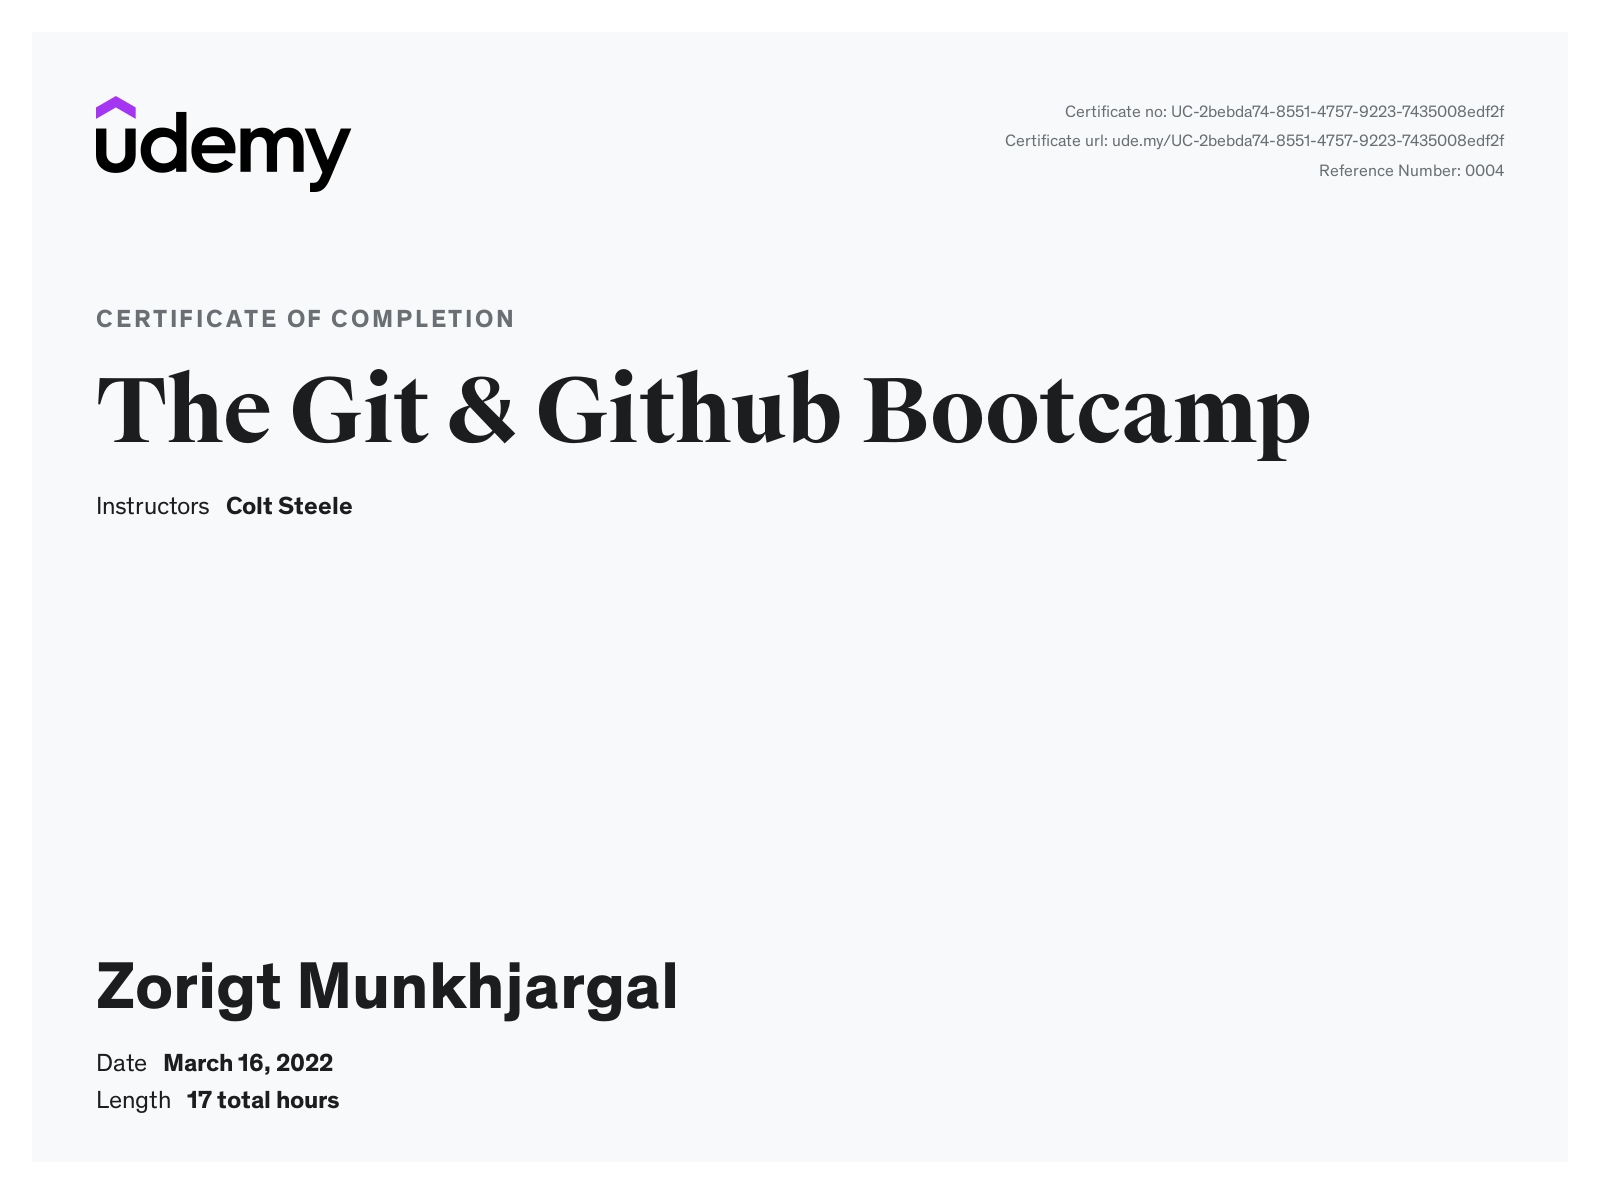 udemy
Certificate no: UC-2bebda74-8551-4757-9223-7435008edf2f
Certificate url: ude.my/UC-2bebda74-8551-4757-9223-7435008edf2f
Reference Number: 0004
CERTIFICATE OF COMPLETION
The Git & Github Bootcamp
Instructors Colt Steele
Zorigt Munkhjargal
Date March 16, 2022
Length 17 total hours